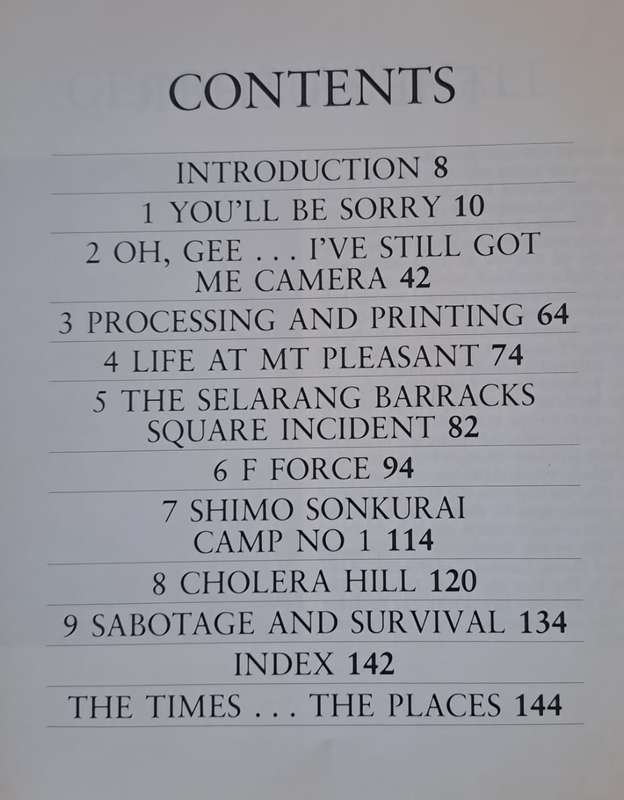 CONTENTS
INTRODUCTION 8
1 YOU'LL BE SORRY 10
2 OH, GEE . . . I'VE STILL GOT
ME CAMERA 42
3 PROCESSING AND PRINTING 64
4 LIFE AT MT PLEASANT 74
5 THE SELARANG BARRACKS
SQUARE INCIDENT 82
6 F FORCE 94
7 SHIMO SONKURAI
CAMP NO 1 114
8 CHOLERA HILL 120
9 SABOTAGE AND SURVIVAL 134
INDEX 142
THE TIMES . . . THE PLACES 144